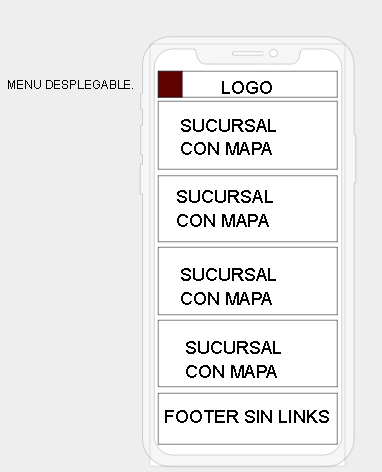 MENU DESPLEGABLE.
LOGO
SUCURSAL
CON MAPA
SUCURSAL
CON MAPA
SUCURSAL
CON MAPA
SUCURSAL
CON MAPA
FOOTER SIN LINKS